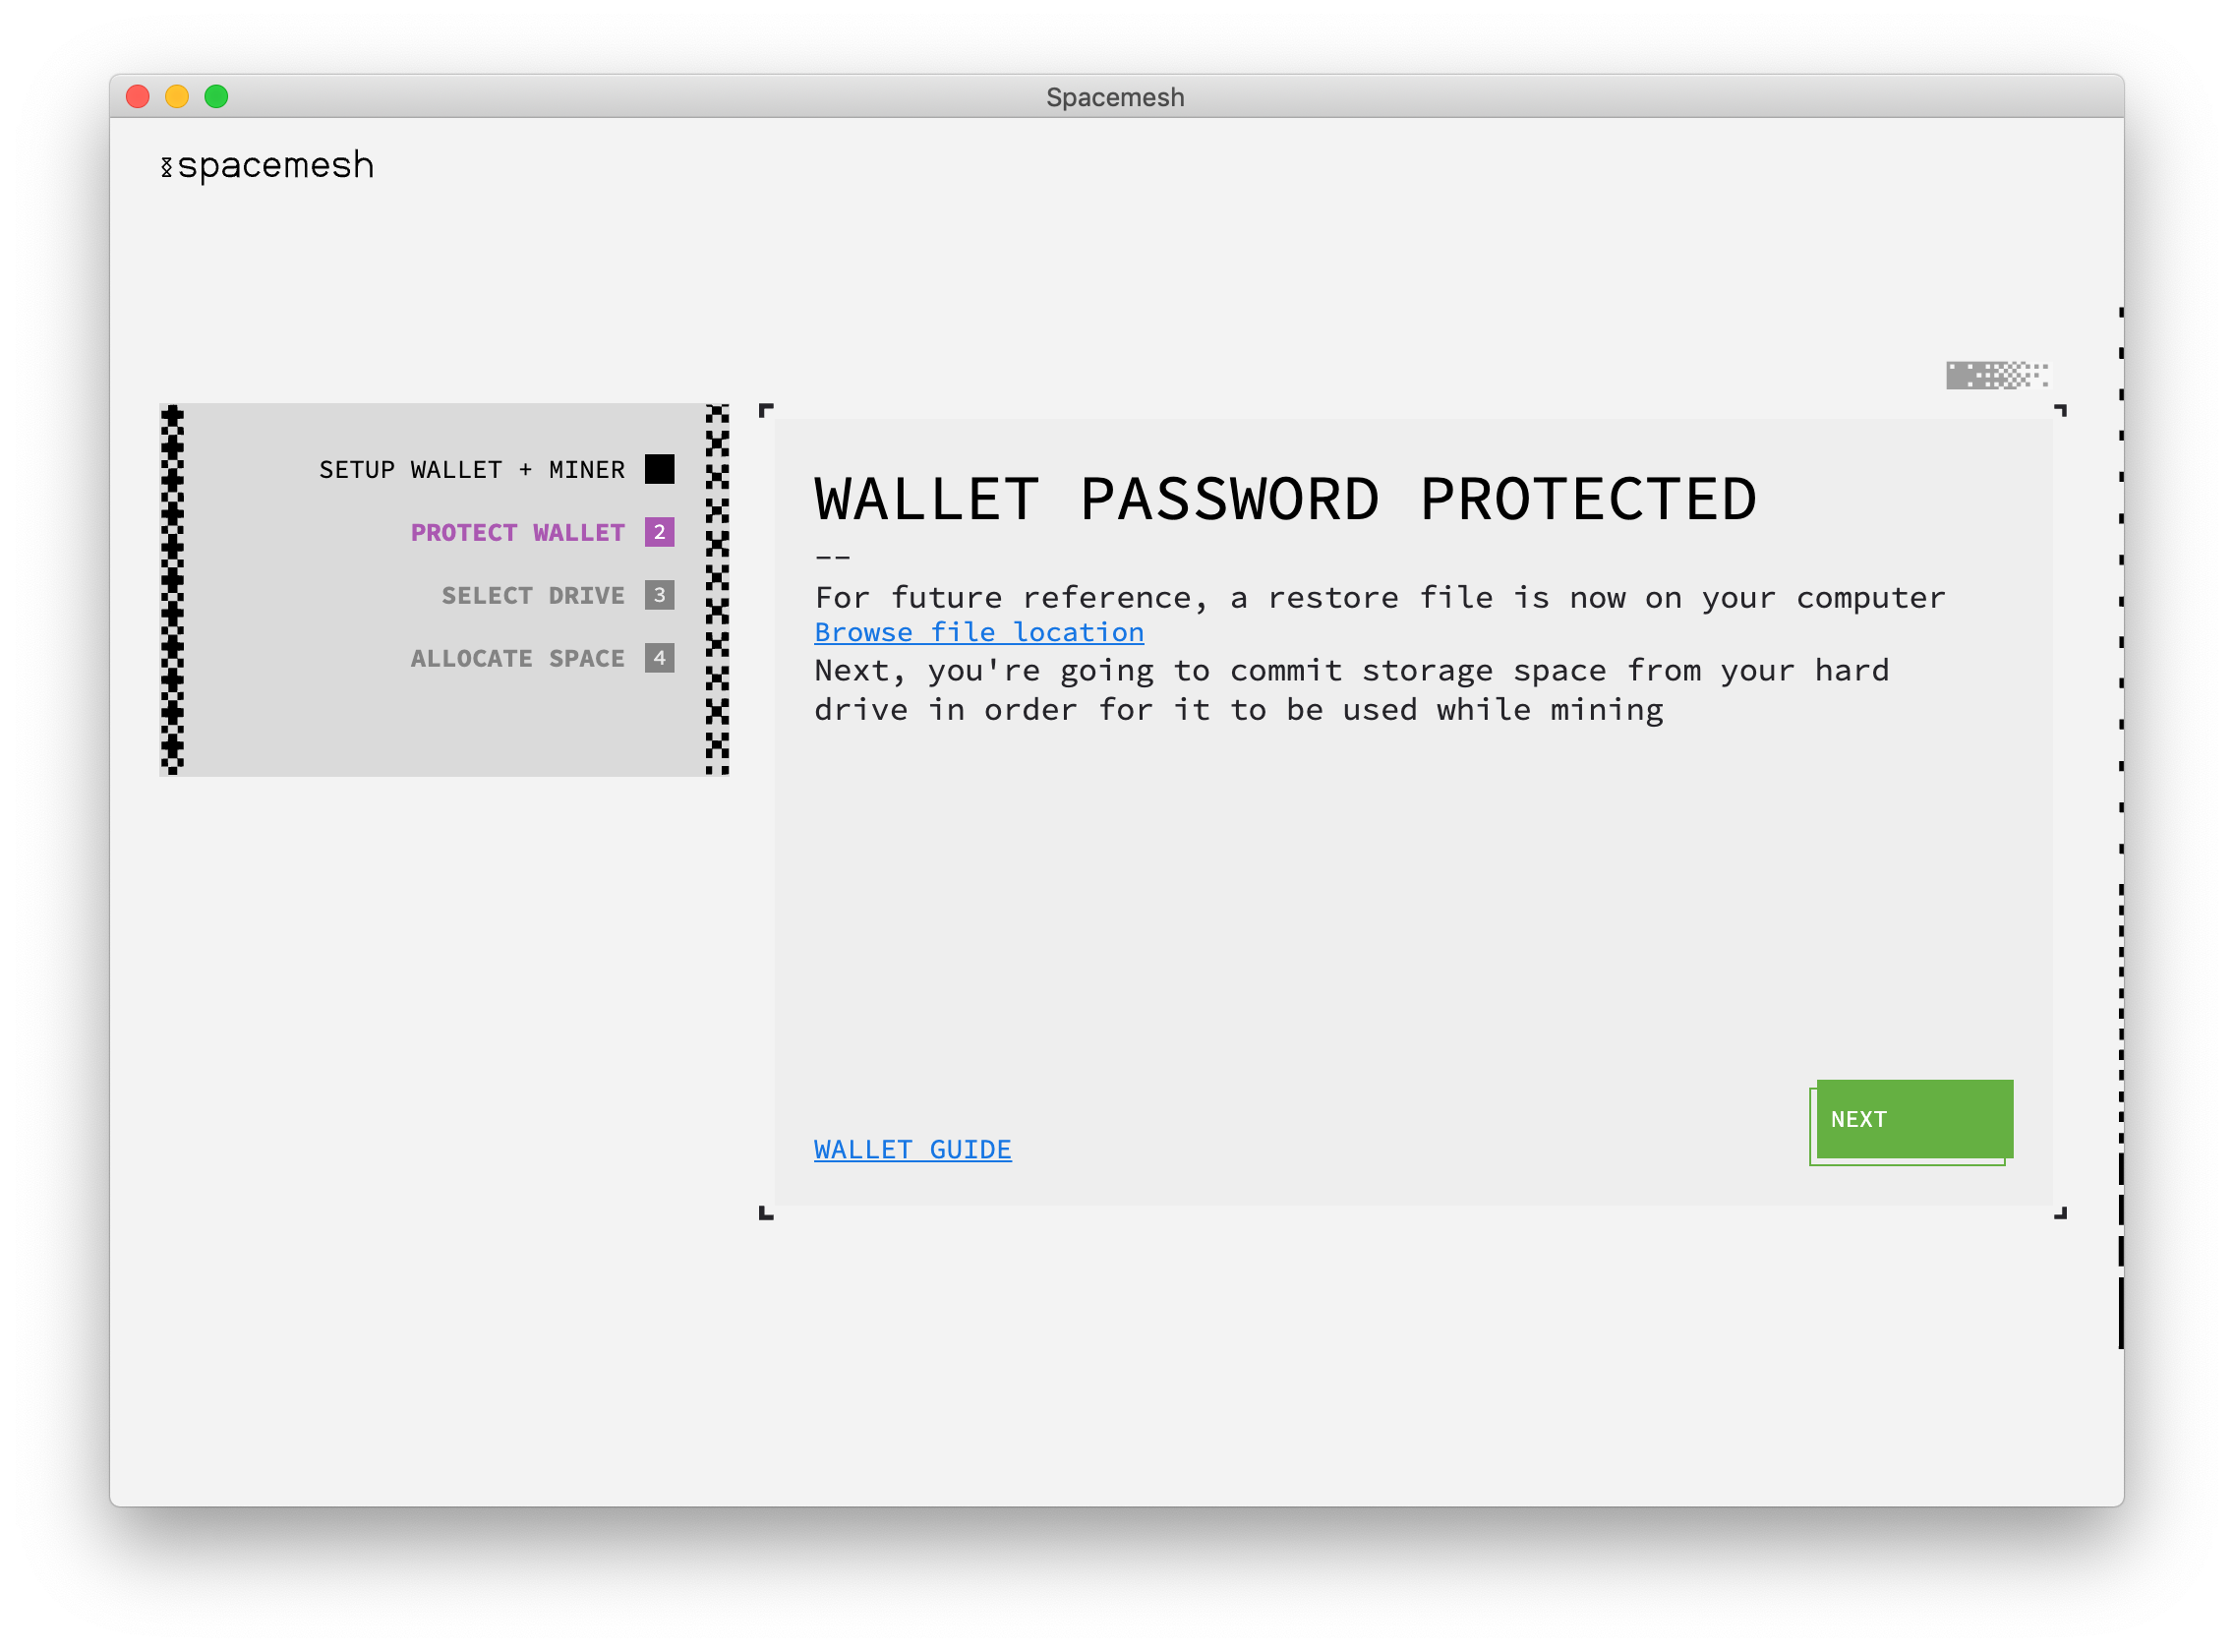 Spacemesh
spacemesh
SETUP WALLET + MINER
PROTECT WALLET 2
SELECT DRIVE 3
ALLOCATE SPACE 4
WALLET PASSWORD PROTECTED
--
For future reference, a restore file is now on your computer
Browse file location
Next, you're going to commit storage space from your hard
drive in order for it to be used while mining
WALLET GUIDE
NEXT